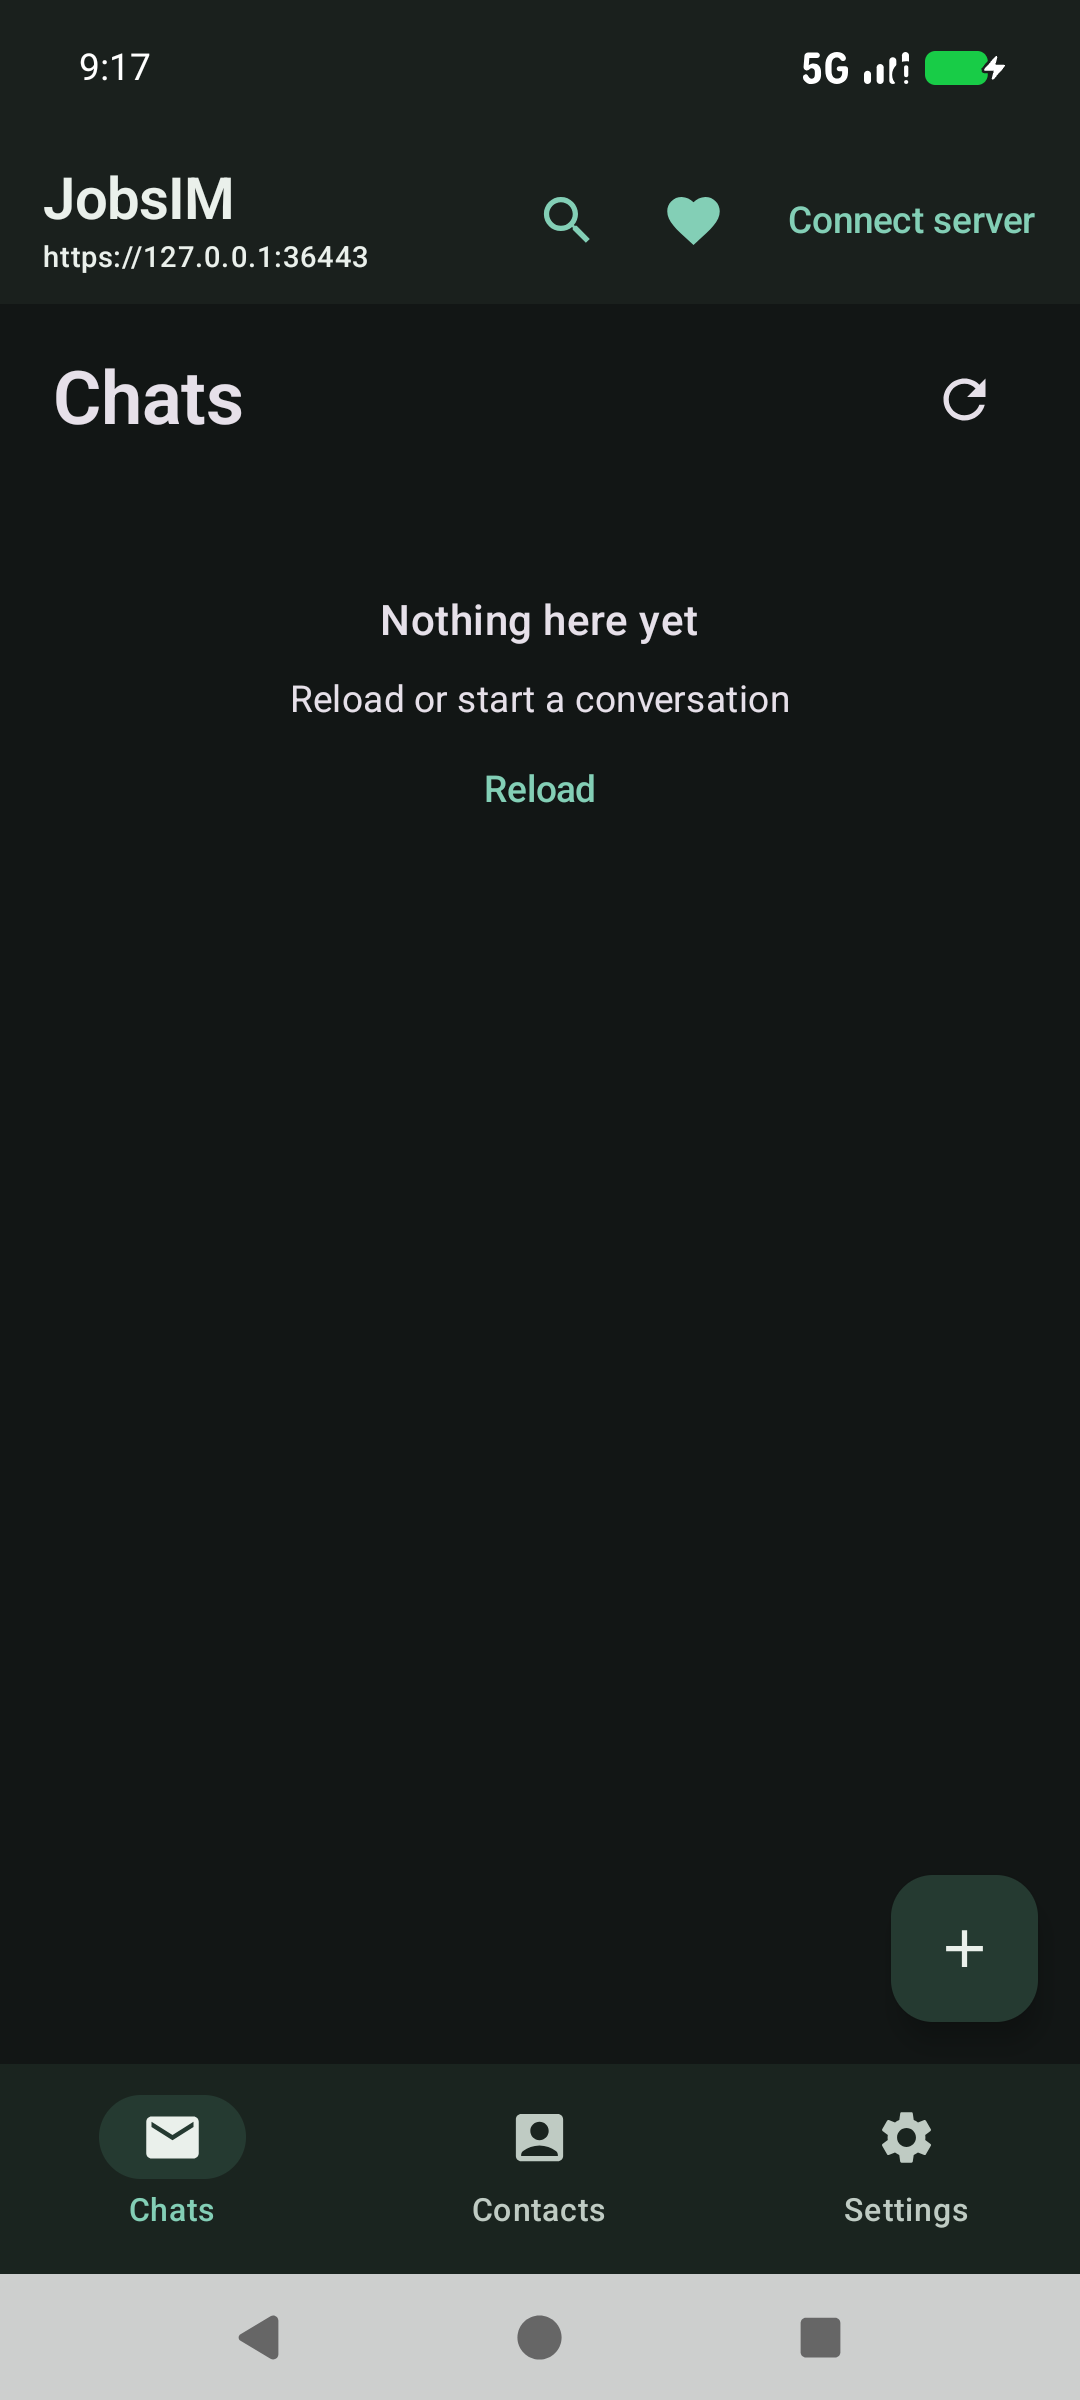 9:17
5G
JobsIM
https://127.0.0.1:36443
Connect server
Chats
Nothing here yet
Reload or start a conversation
Reload
Chats
Contacts
Settings